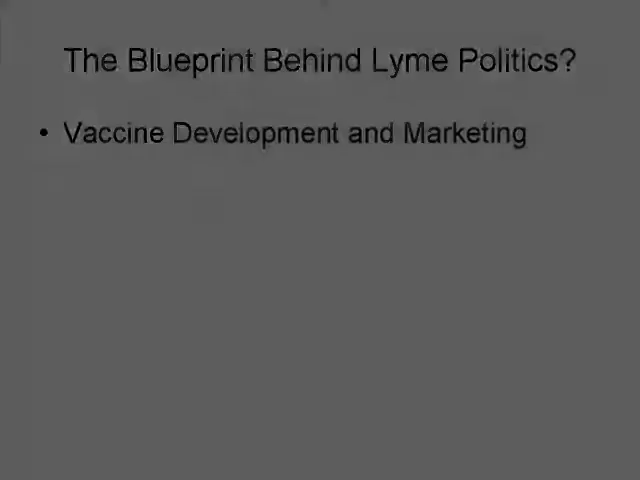 The Blueprint Behind Lyme Politics?
• Vaccine Development and Marketing